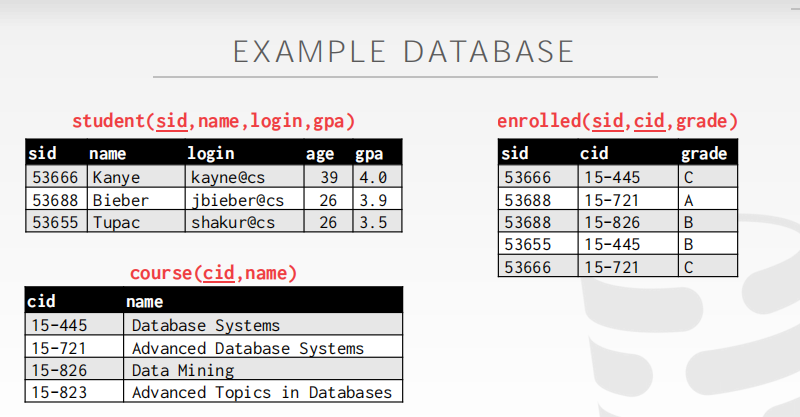 EXAMPLE DATABASE
student(sid,name,login,gpa)
sid name login age gpa
53666 Kanye kayne@cs 39 4.0
53688 Bieber jbieber@cs 26 3.9
53655 Tupac shakur@cs 26 3.5
course(cid,name)
cid name
15-445 Database Systems
15-721 Advanced Database Systems
15-826 Data Mining
15-823 Advanced Topics in Databases
enrolled(sid,cid,grade)
sid cid grade
53666 15-445 C
53688 15-721 A
53688 15-826 B
53655 15-445 B
53666 15-721 C